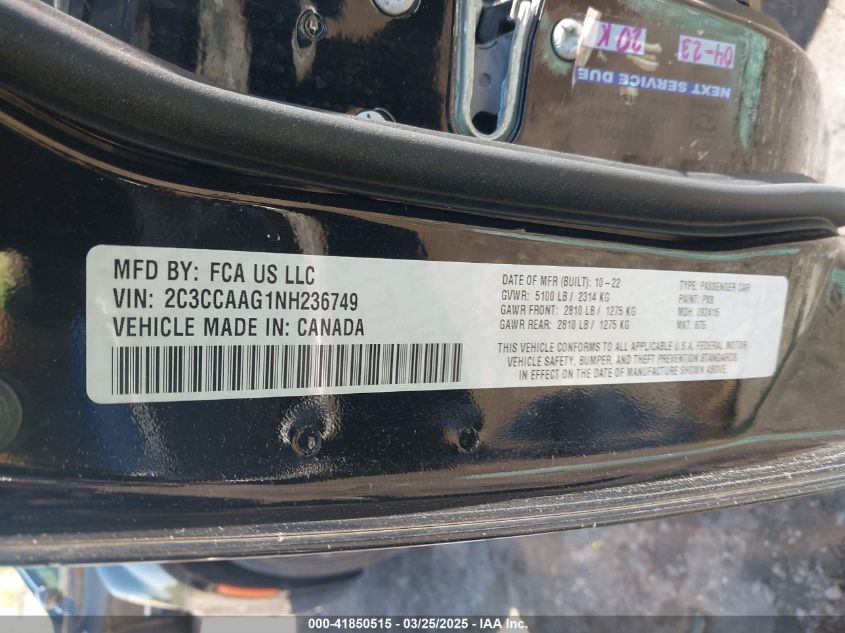 20K
04-23
NEXT SERVICE DUE
OIL
MFD BY: FCA US LLC
VIN: 2C3CCAAG1NH236749
VEHICLE MADE IN: CANADA
DATE OF MFR (BUILT): 10-22
GVWR: 5100 LB / 2314 KG
GAWR FRONT: 2810 LB / 1275 KG
GAWR REAR: 2810 LB / 1275 KG
TYPE: PASSENGER CAR
PAINT: PX8
MDH: 092415
MKT: 875
THIS VEHICLE CONFORMS TO ALL APPLICABLE U.S.A. FEDERAL MOTOR
VEHICLE SAFETY, BUMPER, AND THEFT PREVENTION STANDARDS
IN EFFECT ON THE DATE OF MANUFACTURE SHOWN ABOVE.
000-41850515 - 03/25/2025 - IAA Inc.